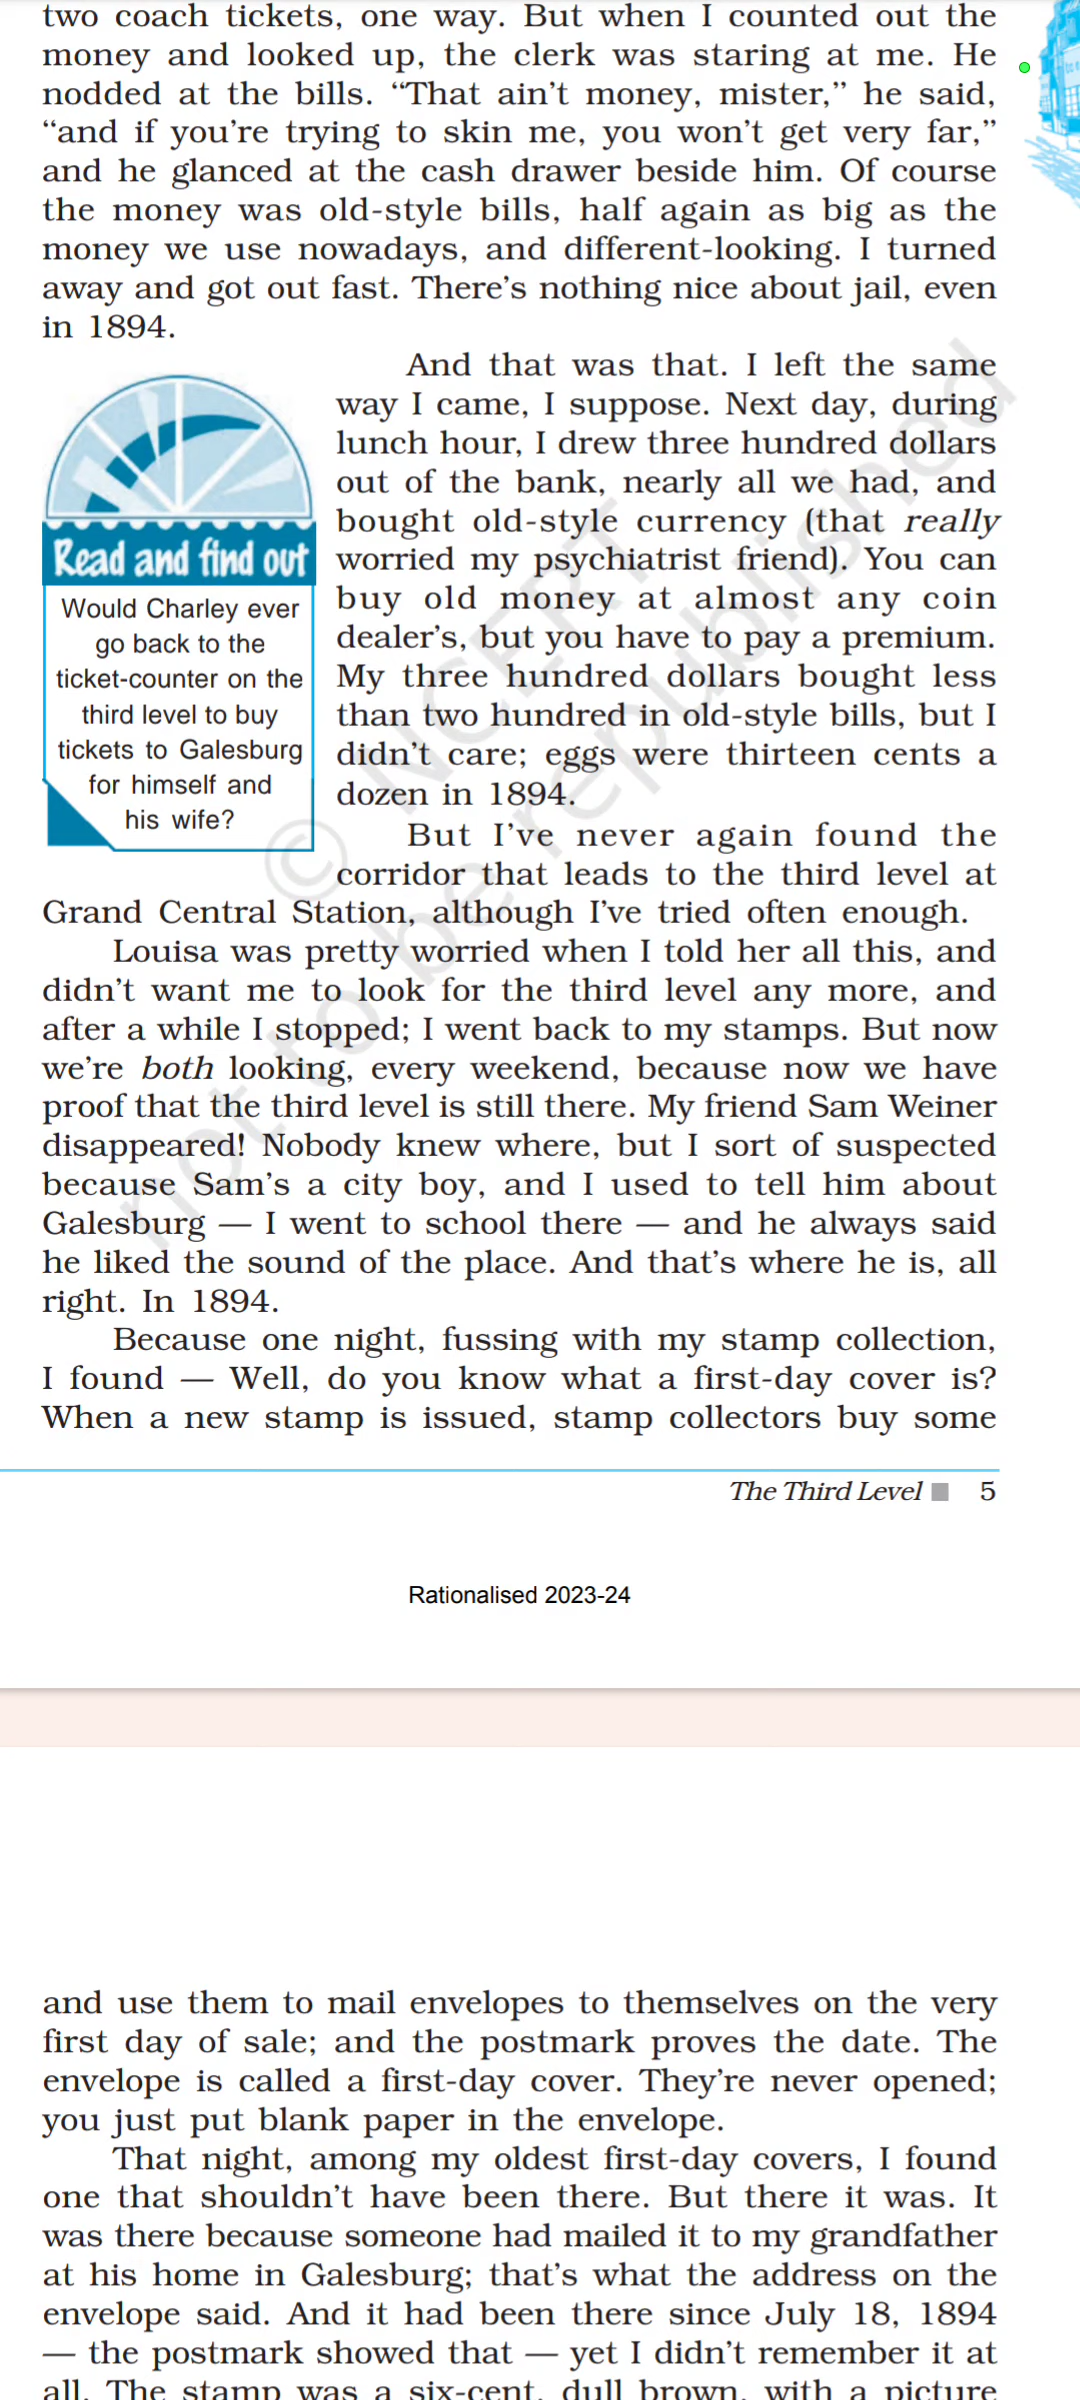 two coach tickets, one way. But when I counted out the
money and looked up, the clerk was staring at me. He
nodded at the bills. “That ain’t money, mister,” he said,
“and if you’re trying to skin me, you won’t get very far,”
and he glanced at the cash drawer beside him. Of course
the money was old-style bills, half again as big as the
money we use nowadays, and different-looking. I turned
away and got out fast. There’s nothing nice about jail, even
in 1894.
And that was that. I left the same
way I came, I suppose. Next day, during
lunch hour, I drew three hundred dollars
out of the bank, nearly all we had, and
bought old-style currency (that really
worried my psychiatrist friend). You can
buy old money at almost any coin
dealer’s, but you have to pay a premium.
My three hundred dollars bought less
than two hundred in old-style bills, but I
didn’t care; eggs were thirteen cents a
dozen in 1894.
Read and find out
Would Charley ever
go back to the
ticket-counter on the
third level to buy
tickets to Galesburg
for himself and
his wife?
But I’ve never again found the
corridor that leads to the third level at
Grand Central Station, although I’ve tried often enough.
Louisa was pretty worried when I told her all this, and
didn’t want me to look for the third level any more, and
after a while I stopped; I went back to my stamps. But now
we’re both looking, every weekend, because now we have
proof that the third level is still there. My friend Sam Weiner
disappeared! Nobody knew where, but I sort of suspected
because Sam’s a city boy, and I used to tell him about
Galesburg — I went to school there — and he always said
he liked the sound of the place. And that’s where he is, all
right. In 1894.
Because one night, fussing with my stamp collection,
I found — Well, do you know what a first-day cover is?
When a new stamp is issued, stamp collectors buy some
© NCERT
not to be republished
The Third Level 5
Rationalised 2023-24
and use them to mail envelopes to themselves on the very
first day of sale; and the postmark proves the date. The
envelope is called a first-day cover. They’re never opened;
you just put blank paper in the envelope.
That night, among my oldest first-day covers, I found
one that shouldn’t have been there. But there it was. It
was there because someone had mailed it to my grandfather
at his home in Galesburg; that’s what the address on the
envelope said. And it had been there since July 18, 1894
— the postmark showed that — yet I didn’t remember it at
all. The stamp was a six-cent, dull brown, with a picture